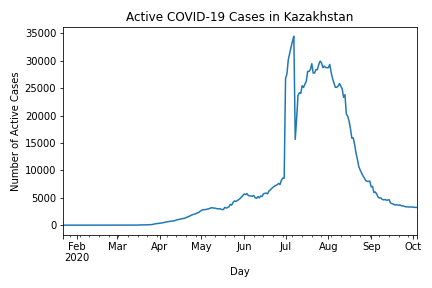 Active COVID-19 Cases in Kazakhstan
35000
30000
25000
20000
15000
10000
5000
0
Number of Active Cases
Feb
2020
Mar
Apr
May
Jun
Jul
Aug
Sep
Oct
Day